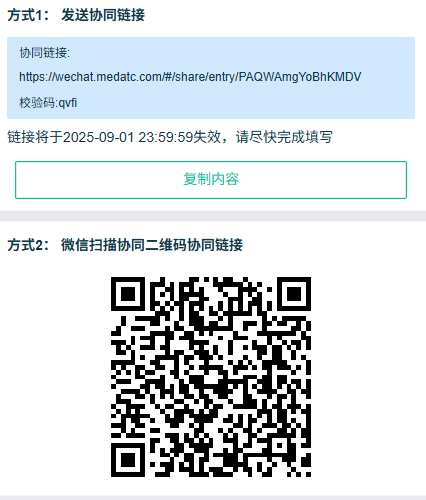 方式1： 发送协同链接
协同链接:
https://wechat.medatc.com/#/share/entry/PAQWAmgYoBhKMDV
校验码:qvfi
链接将于2025-09-01 23:59:59失效，请尽快完成填写
复制内容
方式2： 微信扫描协同二维码协同链接